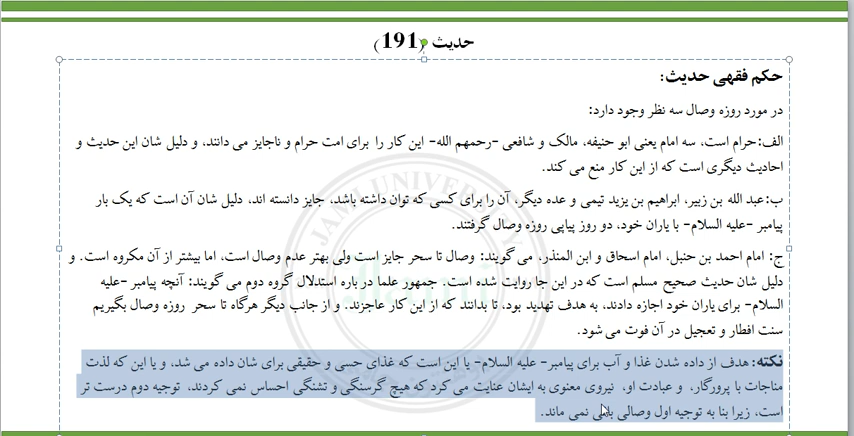 حدیث (191)
حکم فقهی حدیث:
در مورد روزه وصال سه نظر وجود دارد:
الف:حرام است، سه امام یعنی ابو حنیفه، مالک و شافعی -رحمهم الله- این کار را برای امت حرام و ناجایز می دانند، و دلیل شان این حدیث و
احادیث دیگری است که از این کار منع می کند.
ب:عبد الله بن زبیر، ابراهیم بن یزید تیمی و عده دیگر، آن را برای کسی که توان داشته باشد، جایز دانسته اند، دلیل شان آن است که یک بار
پیامبر -علیه السلام- با یاران خود، دو روز پیاپی روزه وصال گرفتند.
ج: امام احمد بن حنبل، امام اسحاق و ابن المنذر، می گویند: وصال تا سحر جایز است ولی بهتر عدم وصال است، اما بیشتر از آن مکروه است. و
دلیل شان حدیث صحیح مسلم است که در این جا روایت شده است. جمهور علما در باره استدلال گروه دوم می گویند: آنچه پیامبر -علیه
السلام- برای یاران خود اجازه دادند، به هدف تهدید بود، تا بدانند که از این کار عاجزند. و از جانب دیگر هرگاه تا سحر روزه وصال بگیریم
سنت افطار و تعجیل در آن فوت می شود.
نکته: هدف از داده شدن غذا و آب برای پیامبر- علیه السلام- یا این است که غذای حسی و حقیقی برای شان داده می شد، و یا این که لذت
مناجات با پرورگار، و عبادت او، نیروی معنوی به ایشان عنایت می کرد که هیچ گرسنگی و تشنگی احساس نمی کردند، توجیه دوم درست تر
است، زیرا بنا به توجیه اول وصالی باقی نمی ماند.
JAMI UNIVERSITY